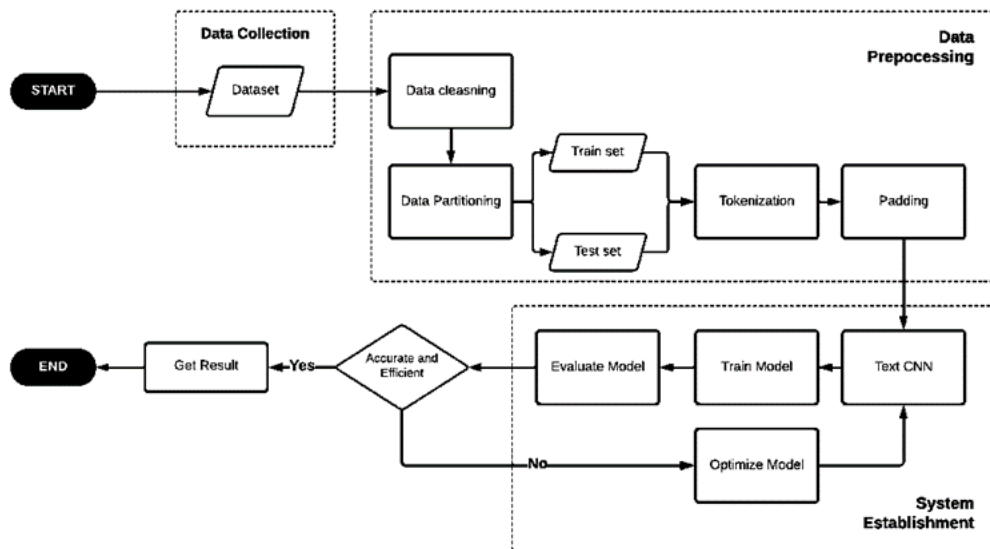 Data Collection
Data
Prepocessing
START
Dataset
Data cleasning
Train set
Data Partitioning
Tokenization
Padding
Test set
END
Get Result
Yes
Accurate and
Efficient
Evaluate Model
Train Model
Text CNN
No
Optimize Model
System
Establishment